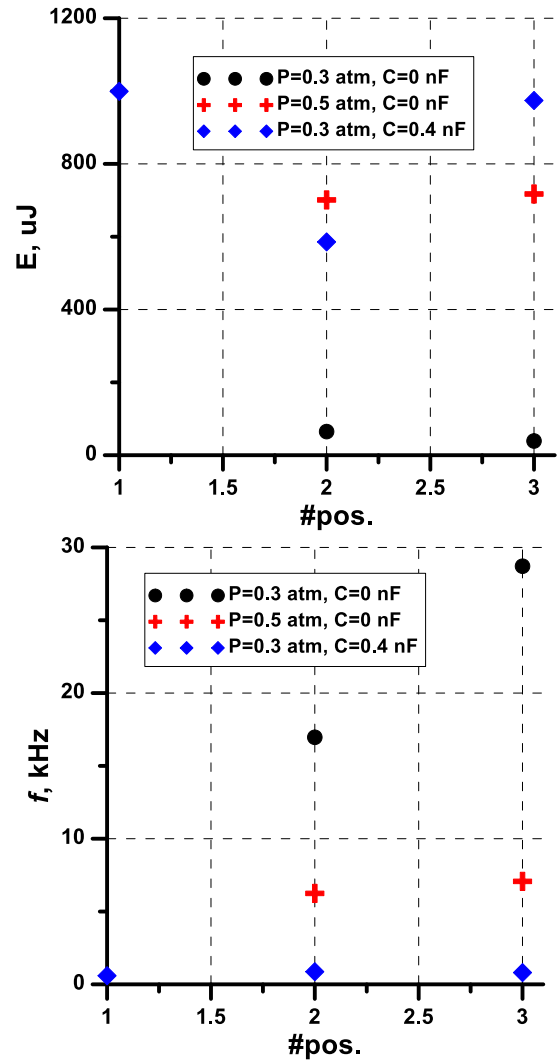 1200
P=0.3 atm, C=0 nF
P=0.5 atm, C=0 nF
P=0.3 atm, C=0.4 nF
800
E, uJ
400
0
1 1.5 2 2.5 3
#pos.
30
P=0.3 atm, C=0 nF
P=0.5 atm, C=0 nF
P=0.3 atm, C=0.4 nF
20
f, kHz
10
0
1 1.5 2 2.5 3
#pos.